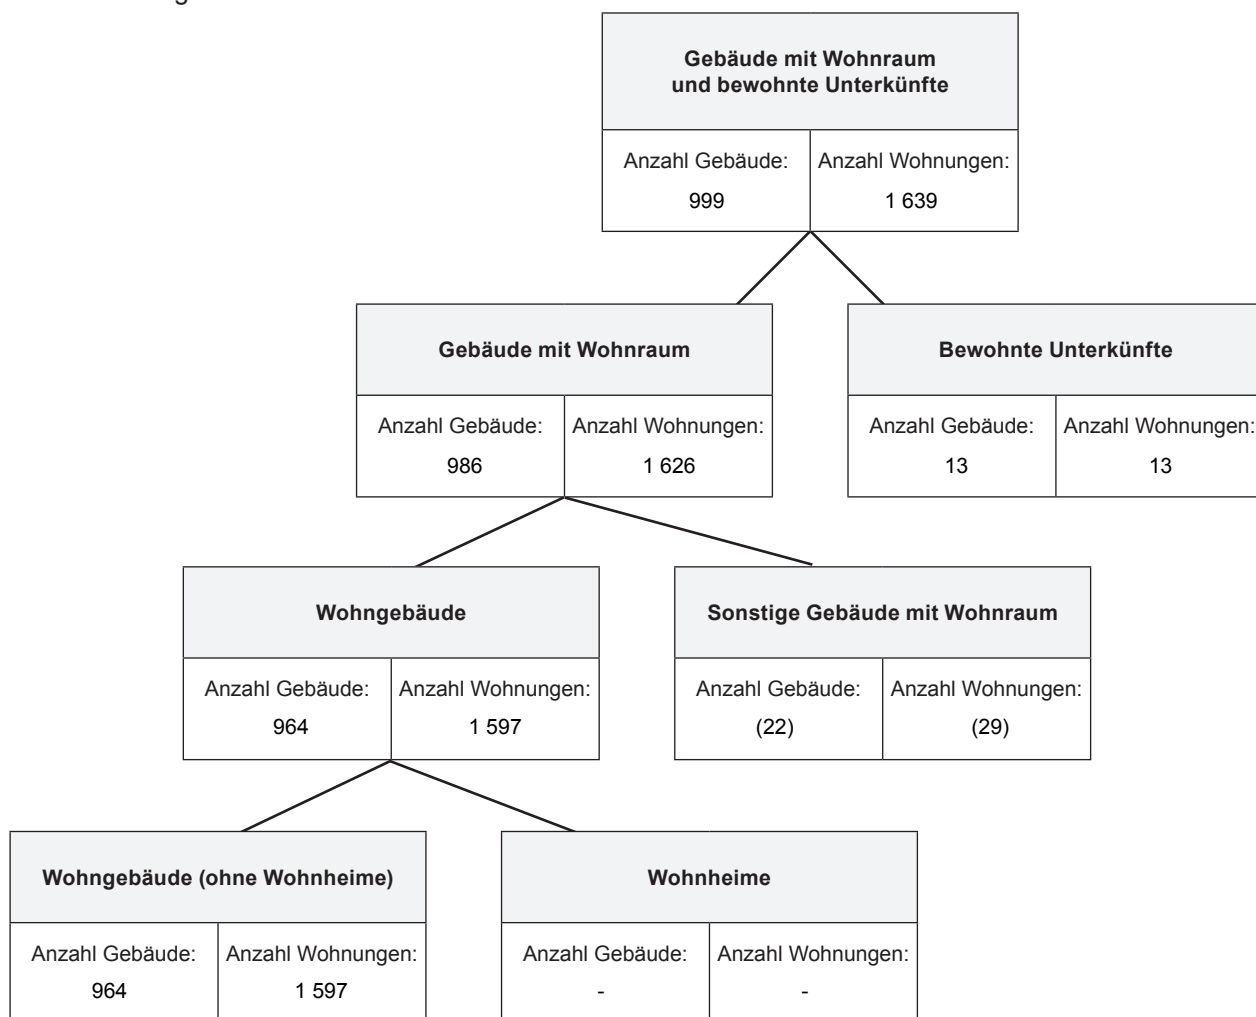 Gebäude mit Wohnraum
und bewohnte Unterkünfte
Anzahl Gebäude: Anzahl Wohnungen:
999 1 639
Gebäude mit Wohnraum
Anzahl Gebäude: Anzahl Wohnungen:
986 1 626
Bewohnte Unterkünfte
Anzahl Gebäude: Anzahl Wohnungen:
13 13
Wohngebäude
Anzahl Gebäude: Anzahl Wohnungen:
964 1 597
Sonstige Gebäude mit Wohnraum
Anzahl Gebäude: Anzahl Wohnungen:
(22) (29)
Wohngebäude (ohne Wohnheime)
Anzahl Gebäude: Anzahl Wohnungen:
964 1 597
Wohnheime
Anzahl Gebäude: Anzahl Wohnungen:
- -